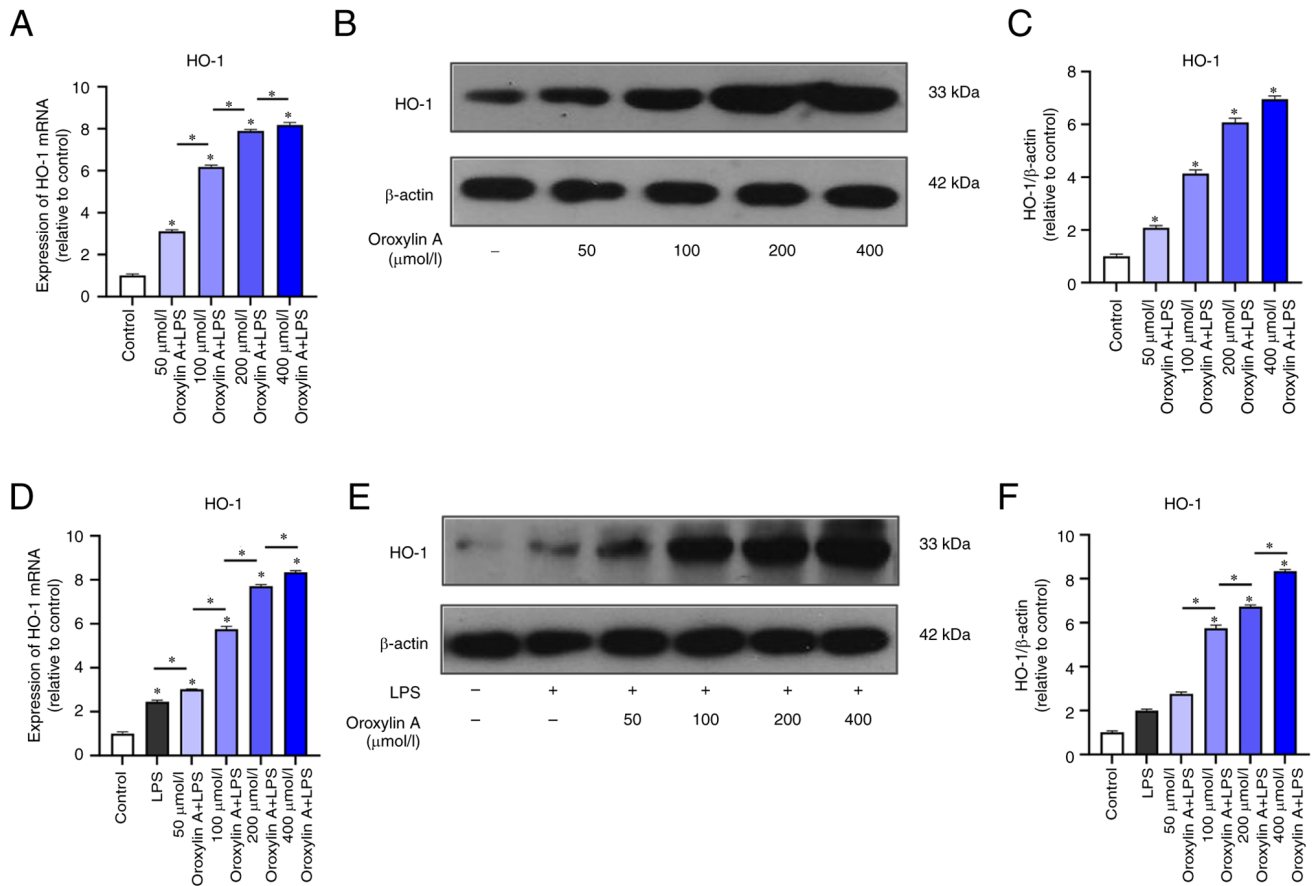 A
HO-1
Expression of HO-1 mRNA
(relative to control)
10
8
6
4
2
0
*
*
*
*
*
*
*
Control
50 μmol/l
Oroxylin A+LPS
100 μmol/l
Oroxylin A+LPS
200 μmol/l
Oroxylin A+LPS
400 μmol/l
Oroxylin A+LPS
B
HO-1
33 kDa
β-actin
42 kDa
Oroxylin A
(μmol/l)
– 50 100 200 400
C
HO-1
HO-1/β-actin
(relative to control)
8
6
4
2
0
*
*
*
*
Control
50 μmol/l
Oroxylin A+LPS
100 μmol/l
Oroxylin A+LPS
200 μmol/l
Oroxylin A+LPS
400 μmol/l
Oroxylin A+LPS
D
HO-1
Expression of HO-1 mRNA
(relative to control)
10
8
6
4
2
0
*
*
*
*
*
*
*
*
*
Control
LPS
50 μmol/l
Oroxylin A+LPS
100 μmol/l
Oroxylin A+LPS
200 μmol/l
Oroxylin A+LPS
400 μmol/l
Oroxylin A+LPS
E
HO-1
33 kDa
β-actin
42 kDa
LPS – + + + + +
Oroxylin A
(μmol/l)
– – 50 100 200 400
F
HO-1
HO-1/β-actin
(relative to control)
10
8
6
4
2
0
*
*
*
*
*
*
Control
LPS
50 μmol/l
Oroxylin A+LPS
100 μmol/l
Oroxylin A+LPS
200 μmol/l
Oroxylin A+LPS
400 μmol/l
Oroxylin A+LPS